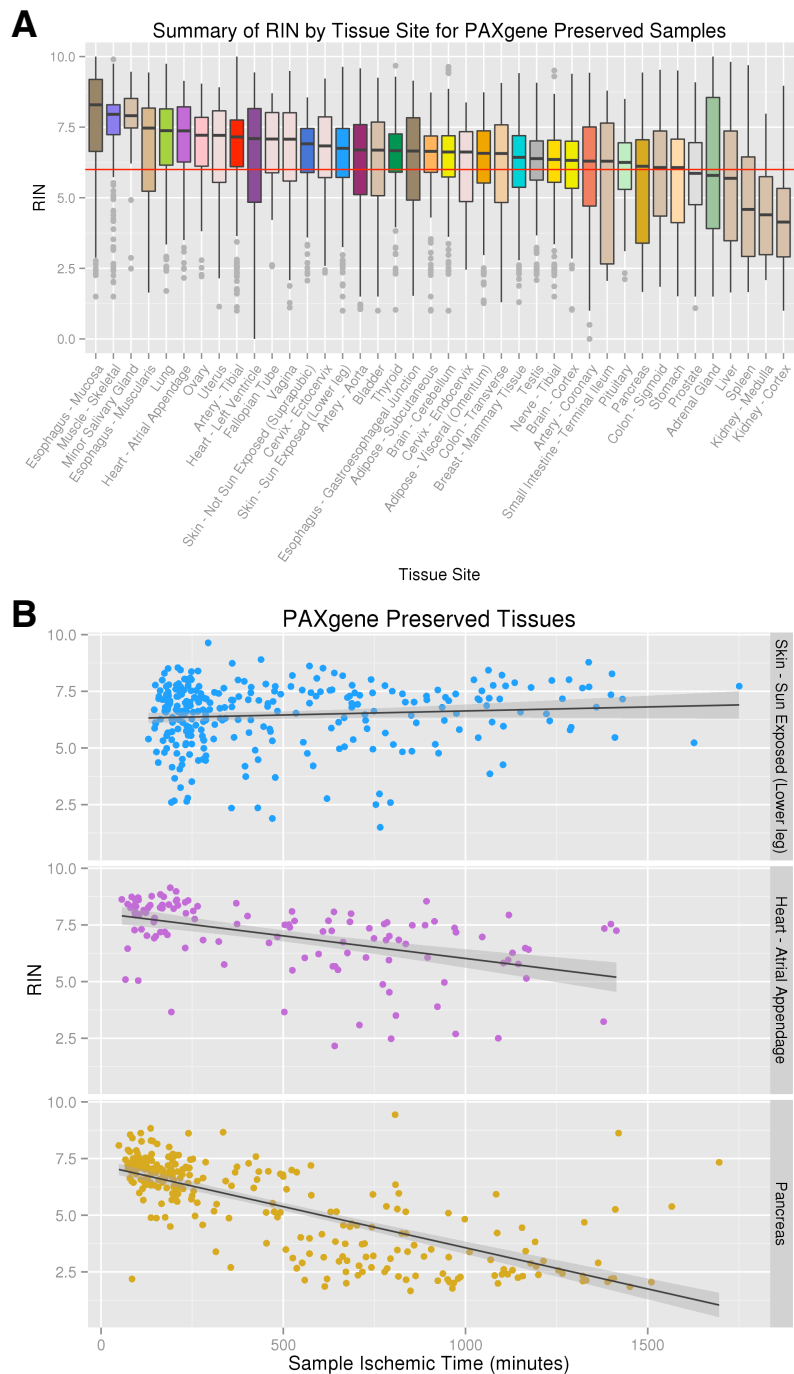 A
Summary of RIN by Tissue Site for PAXgene Preserved Samples
10.0
7.5
5.0
2.5
0.0
RIN
Esophagus - Mucosa
Muscle - Skeletal
Minor Salivary Gland
Esophagus - Muscularis
Lung
Heart - Atrial Appendage
Ovary
Uterus
Artery - Tibial
Heart - Left Ventricle
Fallopian Tube
Vagina
Skin - Not Sun Exposed (Suprapubic)
Cervix - Ectocervix
Skin - Sun Exposed (Lower leg)
Artery - Aorta
Bladder
Thyroid
Esophagus - Gastroesophageal Junction
Adipose - Subcutaneous
Brain - Cerebellum
Cervix - Endocervix
Adipose - Visceral (Omentum)
Colon - Transverse
Breast - Mammary Tissue
Testis
Nerve - Tibial
Brain - Cortex
Artery - Coronary
Small Intestine - Terminal Ileum
Pituitary
Pancreas
Colon - Sigmoid
Stomach
Prostate
Adrenal Gland
Liver
Spleen
Kidney - Medulla
Kidney - Cortex
Tissue Site
B
PAXgene Preserved Tissues
10.0
7.5
5.0
2.5
Skin - Sun Exposed (Lower leg)
10.0
7.5
5.0
2.5
Heart - Atrial Appendage
RIN
10.0
7.5
5.0
2.5
Pancreas
0
500
1000
1500
Sample Ischemic Time (minutes)